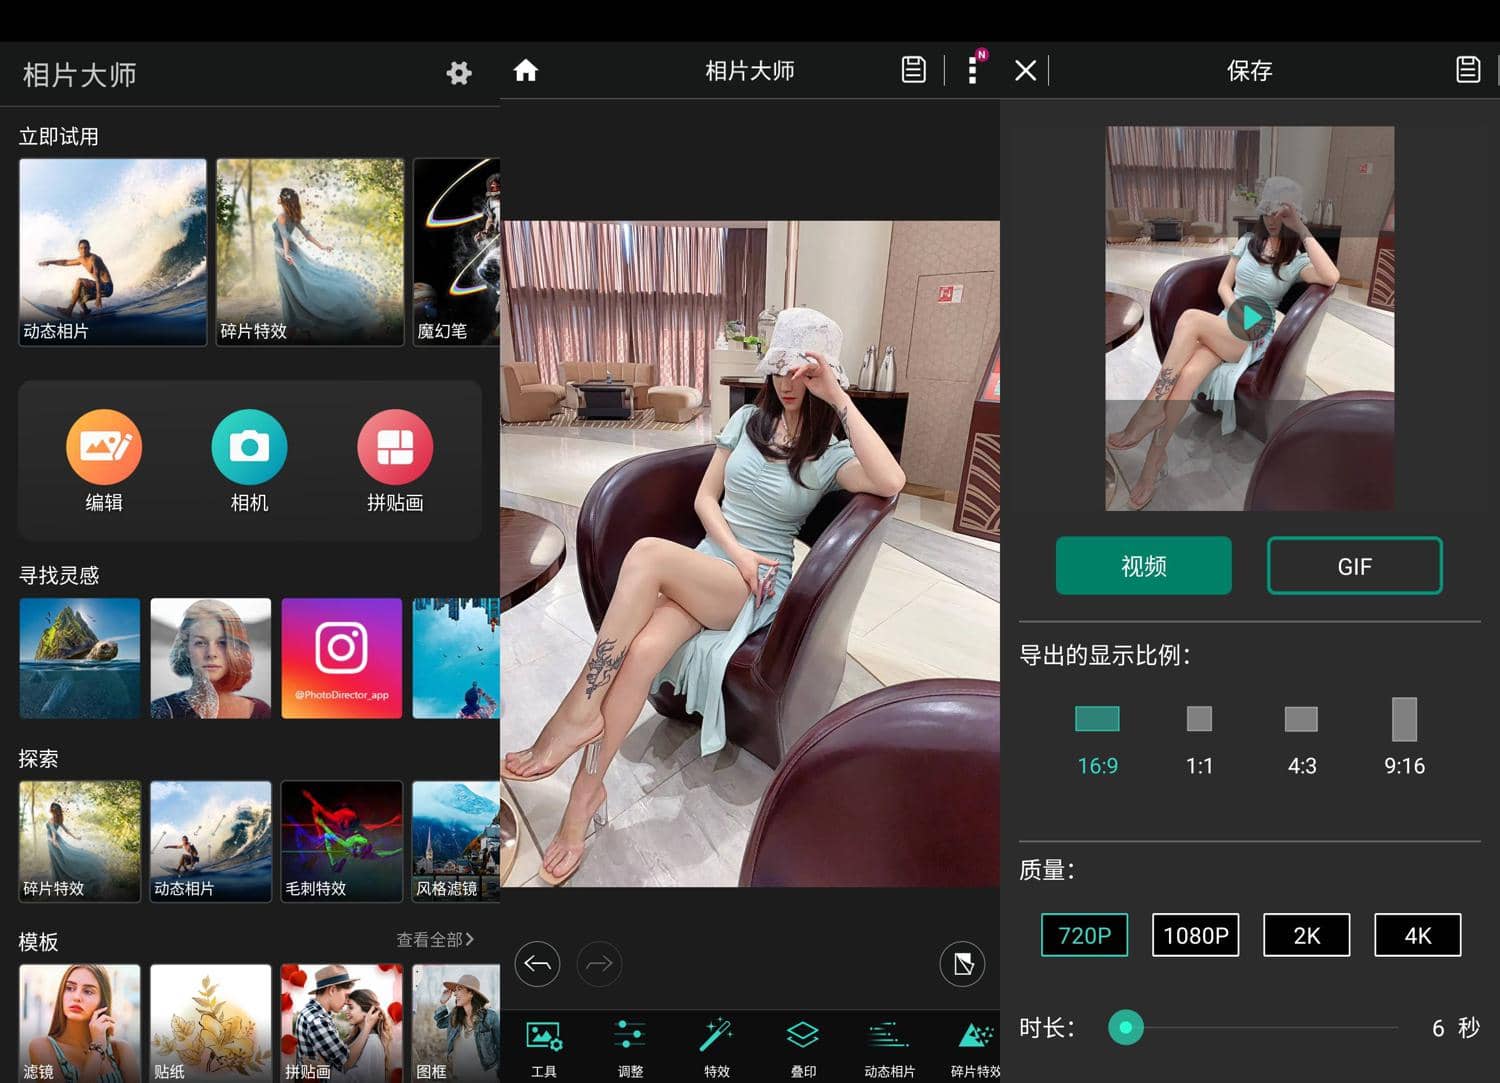 相片大师
立即试用
动态相片
碎片特效
魔幻笔
编辑
相机
拼贴画
寻找灵感
@PhotoDirector_app
探索
碎片特效
动态相片
毛刺特效
风格滤镜
模板
查看全部>
滤镜
贴纸
拼贴画
图框
相片大师
N
工具
调整
特效
叠印
动态相片
碎片特效
保存
视频
GIF
导出的显示比例：
16:9
1:1
4:3
9:16
质量：
720P
1080P
2K
4K
时长：
6 秒